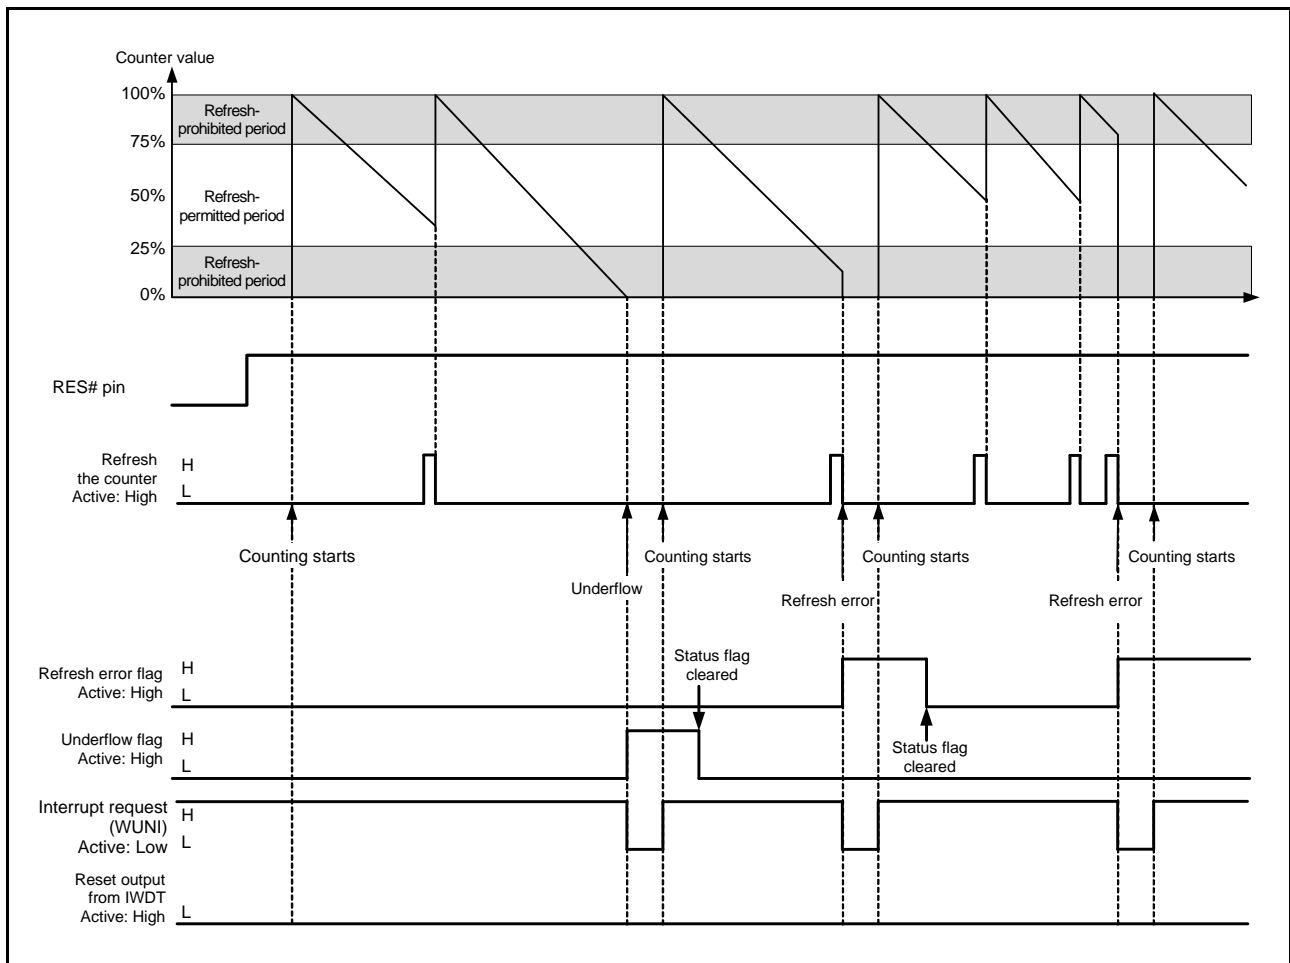 Counter value
100%
Refresh-
prohibited period
75%
50%
Refresh-
permitted period
25%
Refresh-
prohibited period
0%
RES# pin
Refresh
the counter
Active: High
H
L
Counting starts
Counting starts
Counting starts
Counting starts
Underflow
Refresh error
Refresh error
Refresh error flag
Active: High
H
L
Status flag
cleared
Underflow flag
Active: High
H
L
Status flag
cleared
Interrupt request
(WUNI)
Active: Low
H
L
Reset output
from IWDT
Active: High
L